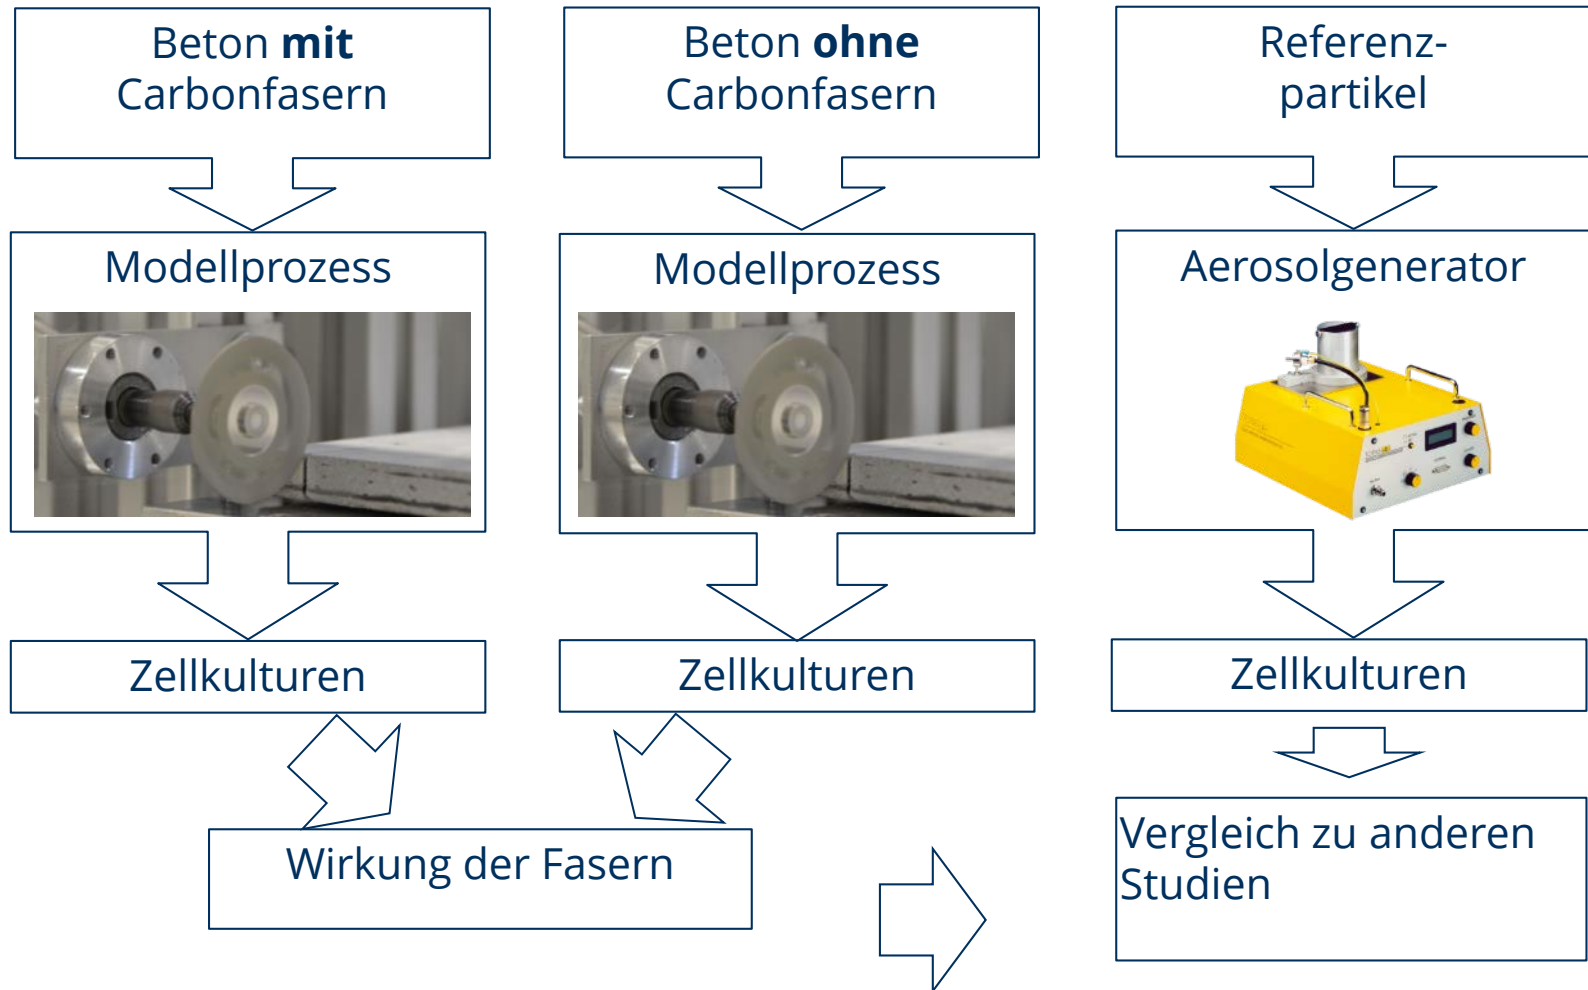 Beton mit
Carbonfasern
Beton ohne
Carbonfasern
Referenz-
partikel
Modellprozess
Modellprozess
Aerosolgenerator
Zellkulturen
Zellkulturen
Zellkulturen
Wirkung der Fasern
Vergleich zu anderen
Studien